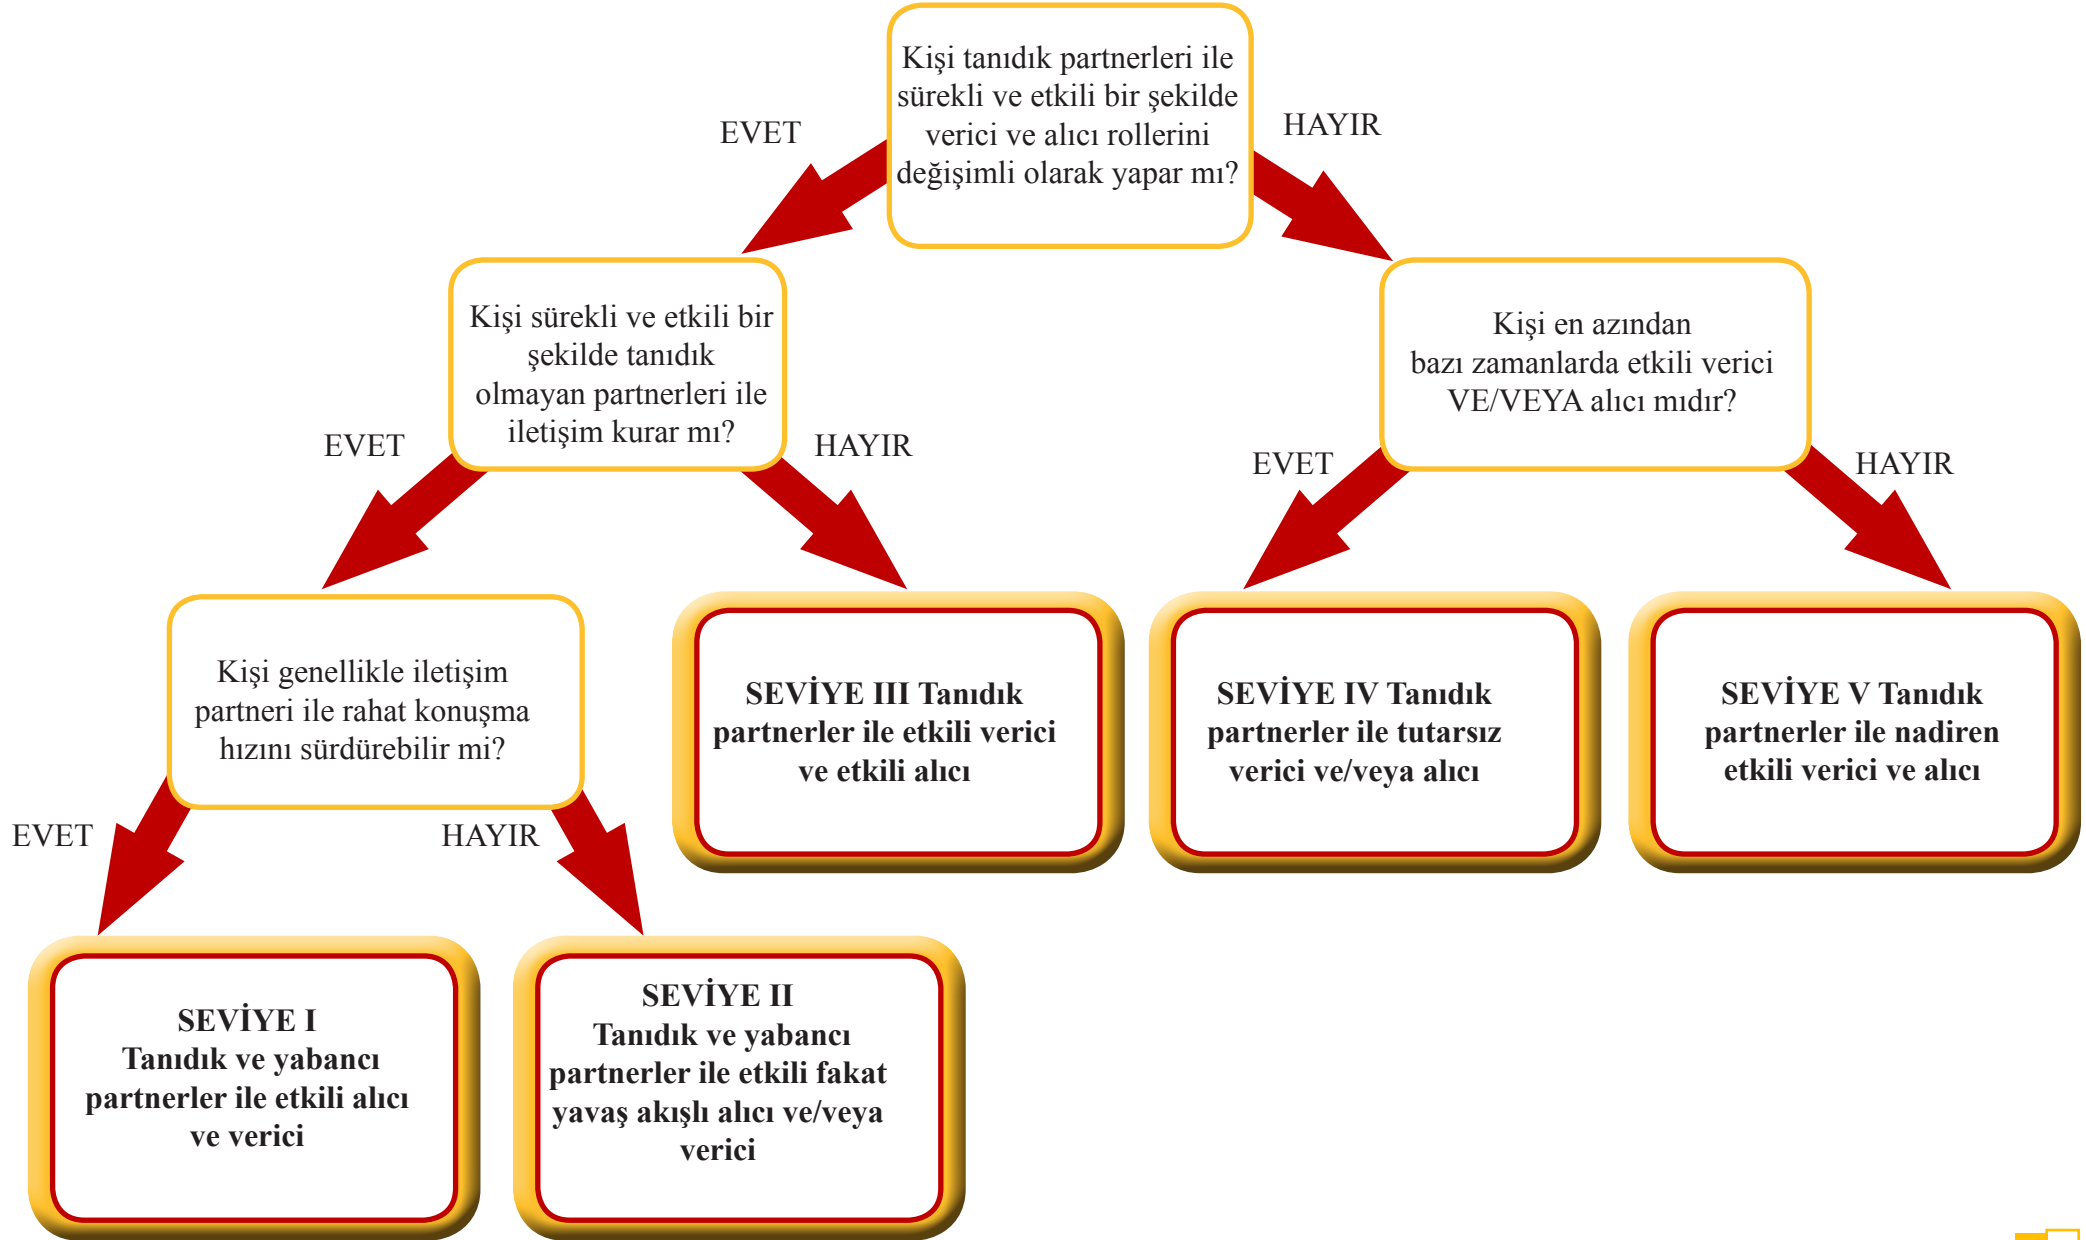 Kişi tanıdık partnerleri ile
sürekli ve etkili bir şekilde
verici ve alıcı rollerini
değişimli olarak yapar mı?
EVET
HAYIR
Kişi sürekli ve etkili bir
şekilde tanıdık
olmayan partnerleri ile
iletişim kurar mı?
Kişi en azından
bazı zamanlarda etkili verici
VE/VEYA alıcı mıdır?
EVET
HAYIR
EVET
HAYIR
Kişi genellikle iletişim
partneri ile rahat konuşma
hızını sürdürebilir mi?
SEVİYE III Tanıdık
partnerler ile etkili verici
ve etkili alıcı
SEVİYE IV Tanıdık
partnerler ile tutarsız
verici ve/veya alıcı
SEVİYE V Tanıdık
partnerler ile nadiren
etkili verici ve alıcı
EVET
HAYIR
SEVİYE I
Tanıdık ve yabancı
partnerler ile etkili alıcı
ve verici
SEVİYE II
Tanıdık ve yabancı
partnerler ile etkili fakat
yavaş akışlı alıcı ve/veya
verici